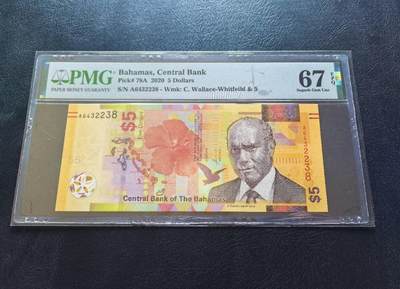 PMG
PAPER MONEY GUARANTY
Bahamas, Central Bank
Pick# 78A 2020 5 Dollars
S/N A6432238 - Wmk: C. Wallace-Whitfield & 5
67 EPQ
Superb Gem Unc
A6432238
$5
A6432238
$5
Central Bank of The Bahamas